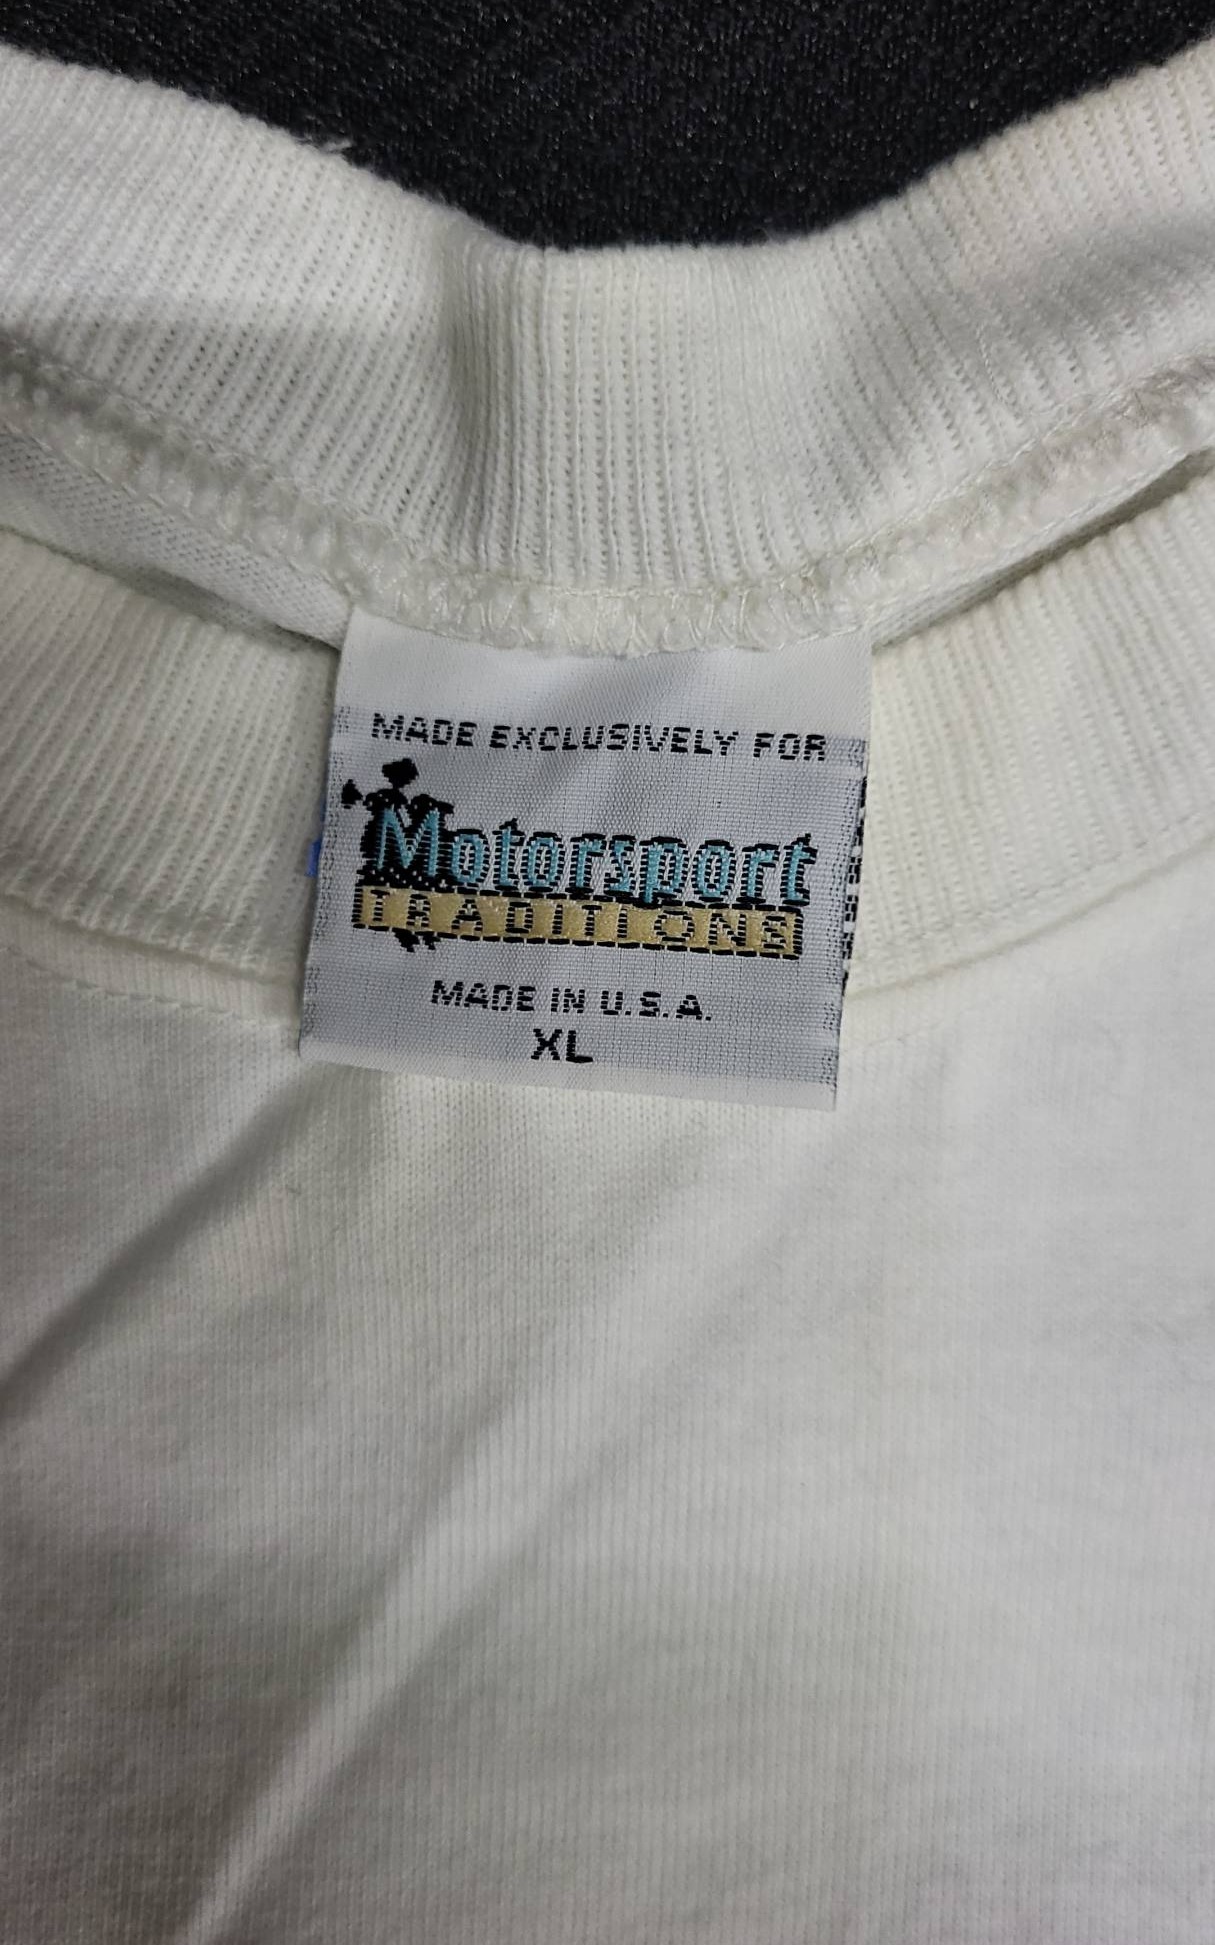 MADE EXCLUSIVELY FOR
Motorsport
TRADITIONS
MADE IN U.S.A.
XL